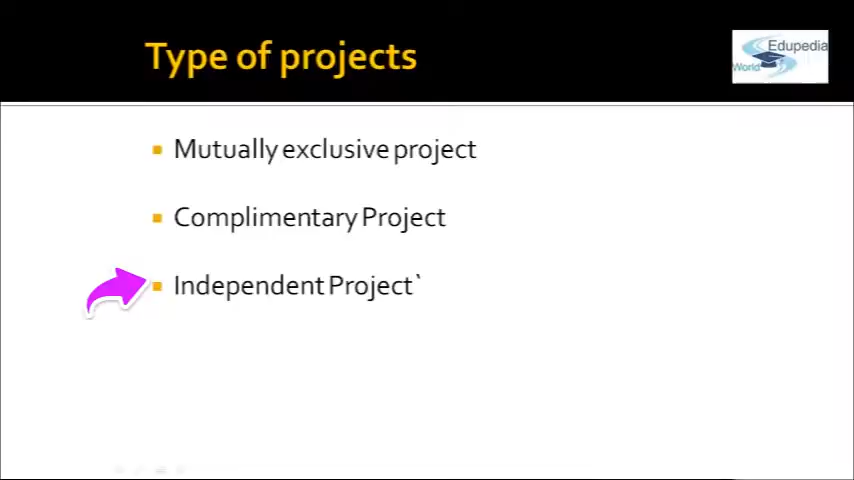 Type of projects
Edupedia
World
Mutually exclusive project
Complimentary Project
Independent Project`